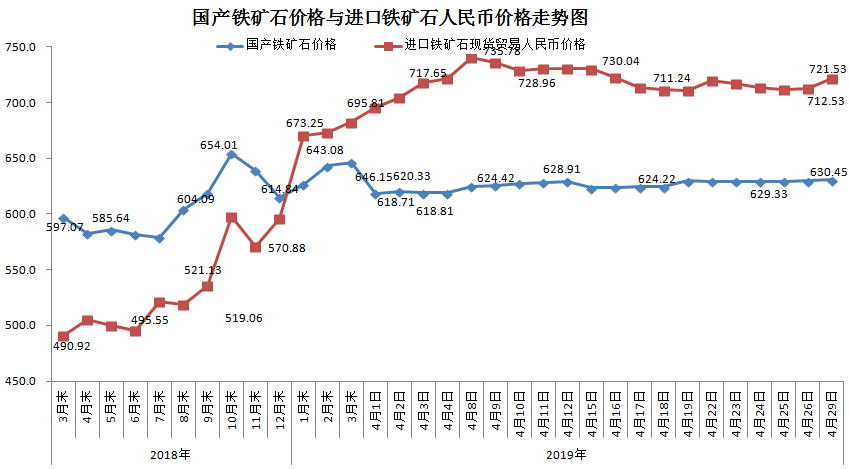 国产铁矿石价格与进口铁矿石人民币价格走势图
国产铁矿石价格 进口铁矿石现货贸易人民币价格
750.0
700.0
650.0
600.0
550.0
500.0
450.0
597.07 585.64 604.09 654.01 614.84 643.08 646.15 618.71 620.33 618.81 624.42 628.91 624.22 629.33 630.45
490.92 495.55 521.13 519.06 570.88 673.25 695.81 717.65 735.78 728.96 730.04 711.24 712.53 721.53
3月末 4月末 5月末 6月末 7月末 8月末 9月末 10月末 11月末 12月末 1月末 2月末 3月末 4月1日 4月2日 4月3日 4月4日 4月8日 4月9日 4月10日 4月11日 4月12日 4月15日 4月16日 4月17日 4月18日 4月19日 4月22日 4月23日 4月24日 4月25日 4月26日 4月29日
2018年 2019年